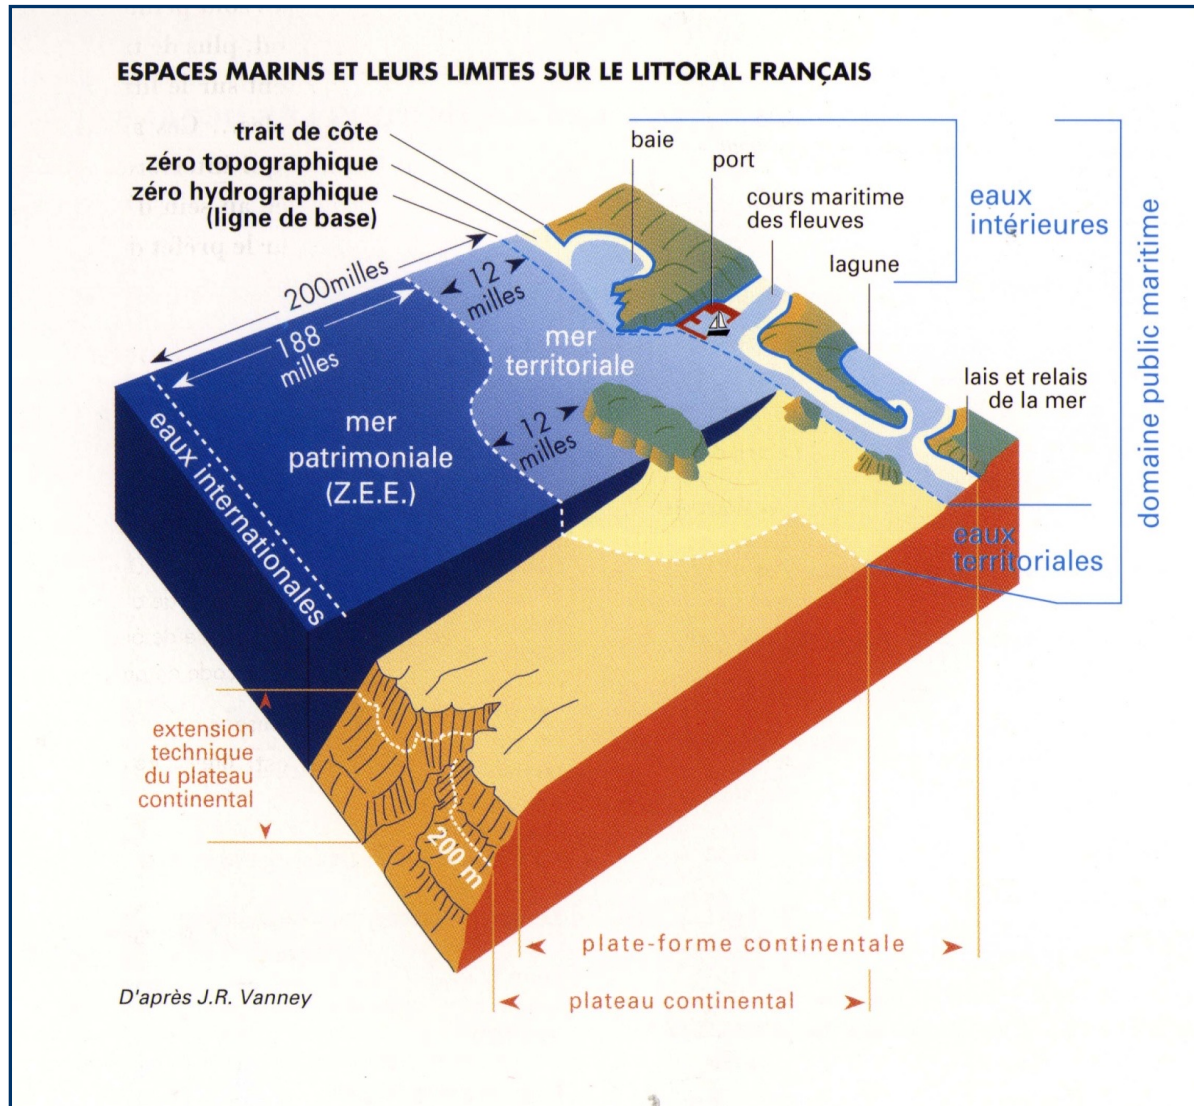 ESPACES MARINS ET LEURS LIMITES SUR LE LITTORAL FRANÇAIS
trait de côte
zéro topographique
zéro hydrographique
(ligne de base)
baie
port
cours maritime
des fleuves
lagune
eaux
intérieures
domaine public maritime
lais et relais
de la mer
200milles
12
milles
188
milles
mer
territoriale
12
milles
mer
patrimoniale
(Z.E.E.)
eaux internationales
eaux
territoriales
extension
technique
du plateau
continental
200 m
plate-forme continentale
plateau continental
D'après J.R. Vanney